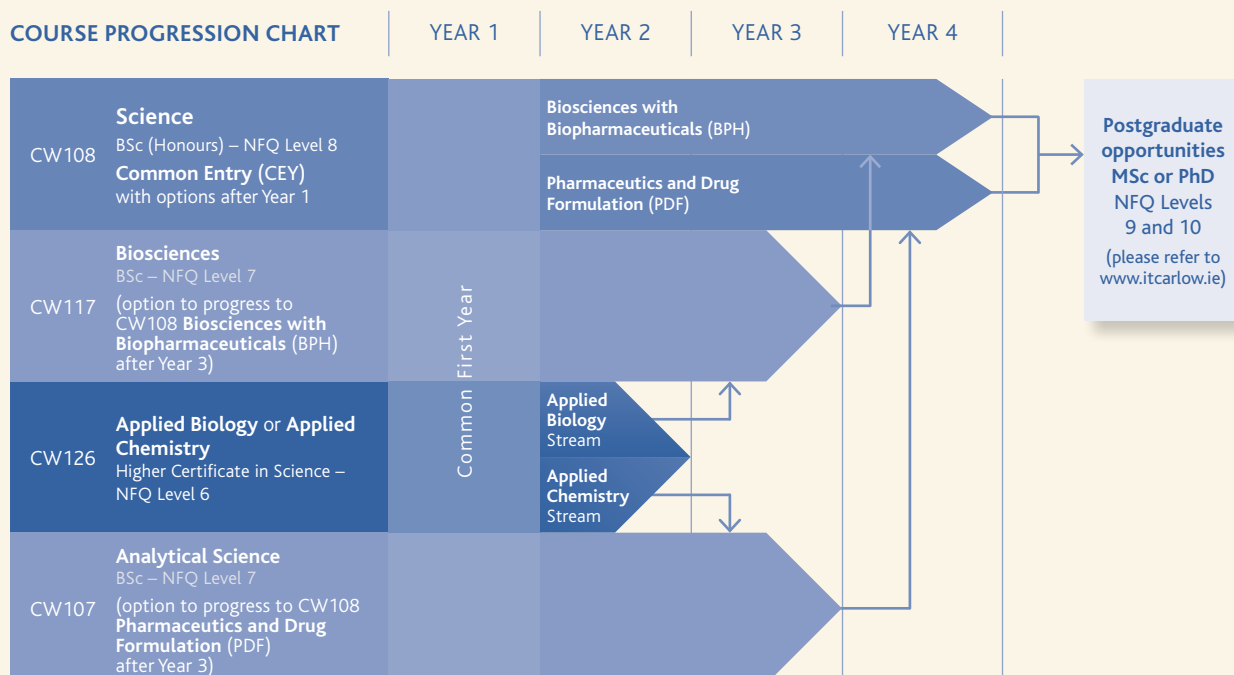 COURSE PROGRESSION CHART
YEAR 1
YEAR 2
YEAR 3
YEAR 4
CW108
Science
BSc (Honours) – NFQ Level 8
Common Entry (CEY)
with options after Year 1
Biosciences with
Biopharmaceuticals (BPH)
Pharmaceutics and Drug
Formulation (PDF)
Postgraduate
opportunities
MSc or PhD
NFQ Levels
9 and 10
(please refer to
www.itcarlow.ie)
CW117
Biosciences
BSc – NFQ Level 7
(option to progress to
CW108 Biosciences with
Biopharmaceuticals (BPH)
after Year 3)
Common First Year
CW126
Applied Biology or Applied
Chemistry
Higher Certificate in Science –
NFQ Level 6
Applied
Biology
Stream
Applied
Chemistry
Stream
CW107
Analytical Science
BSc – NFQ Level 7
(option to progress to CW108
Pharmaceutics and Drug
Formulation (PDF)
after Year 3)